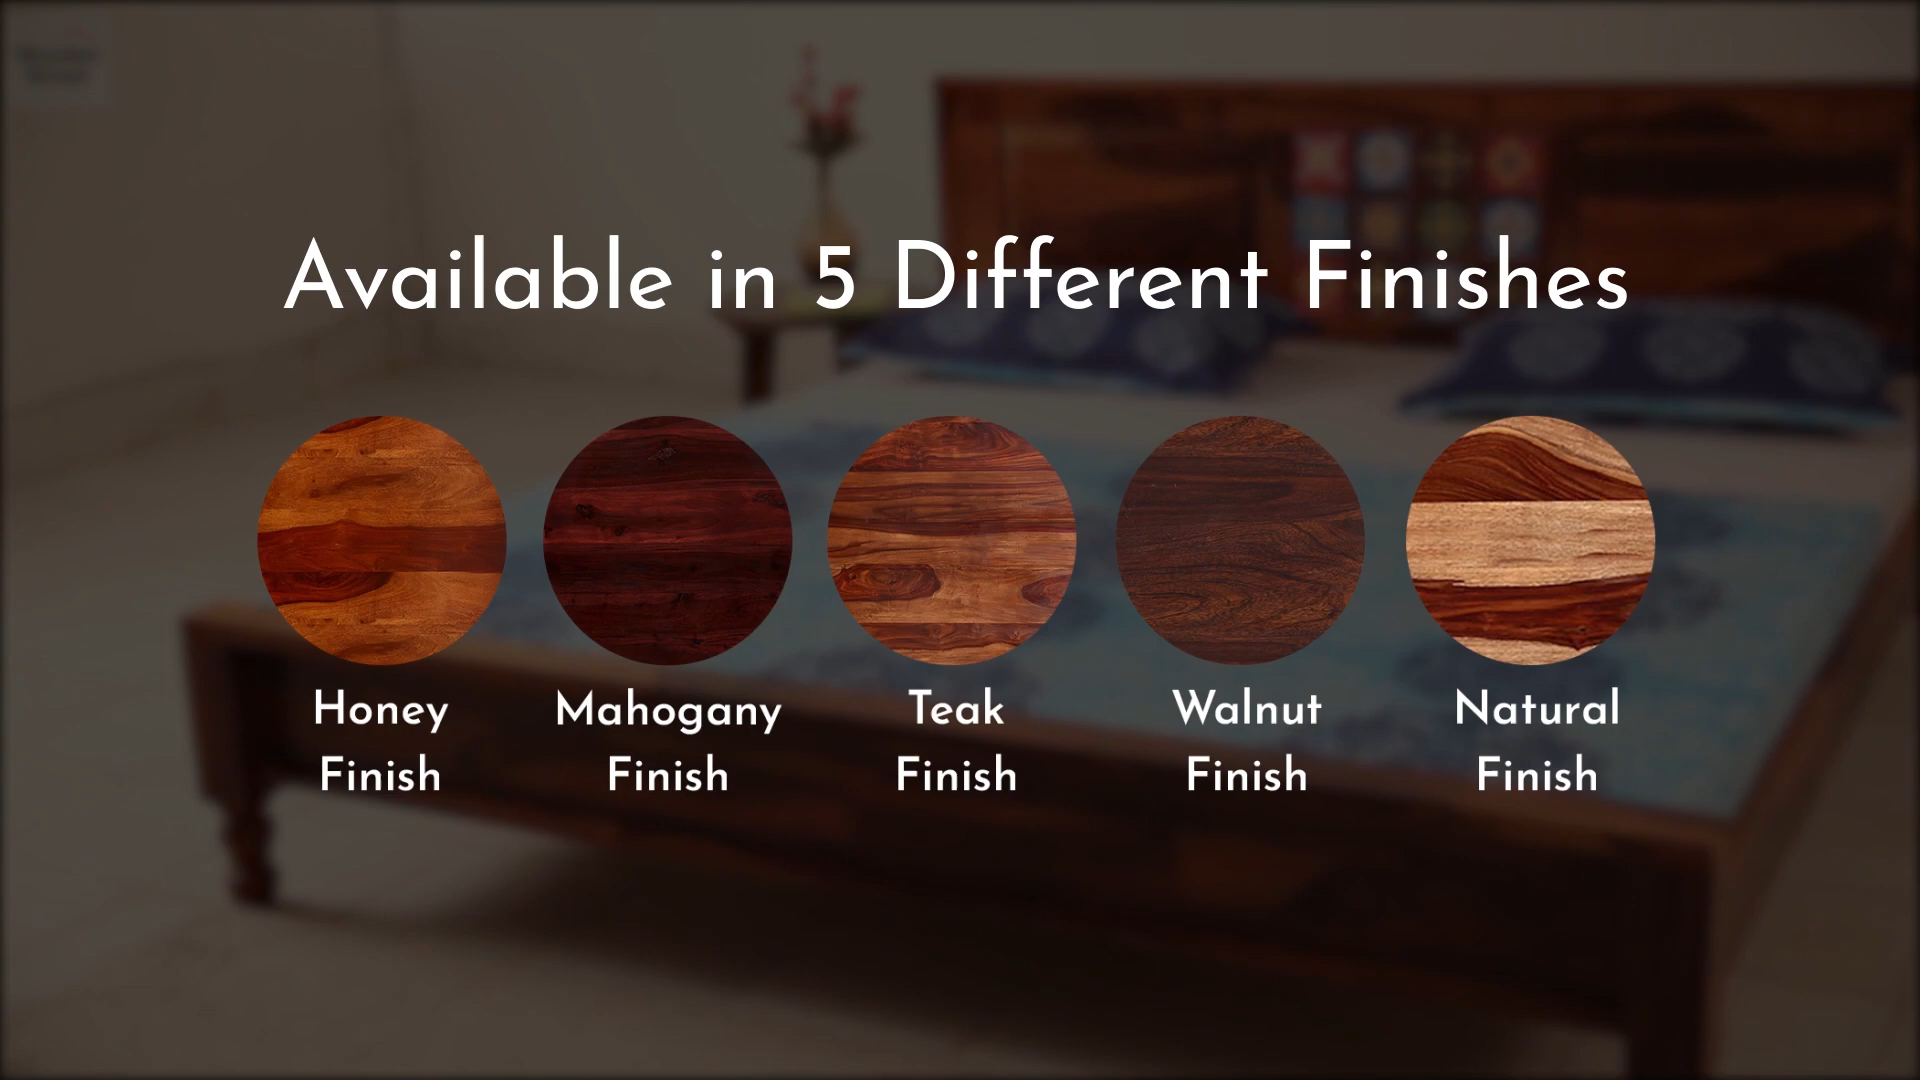 Available in 5 Different Finishes
Honey
Finish
Mahogany
Finish
Teak
Finish
Walnut
Finish
Natural
Finish